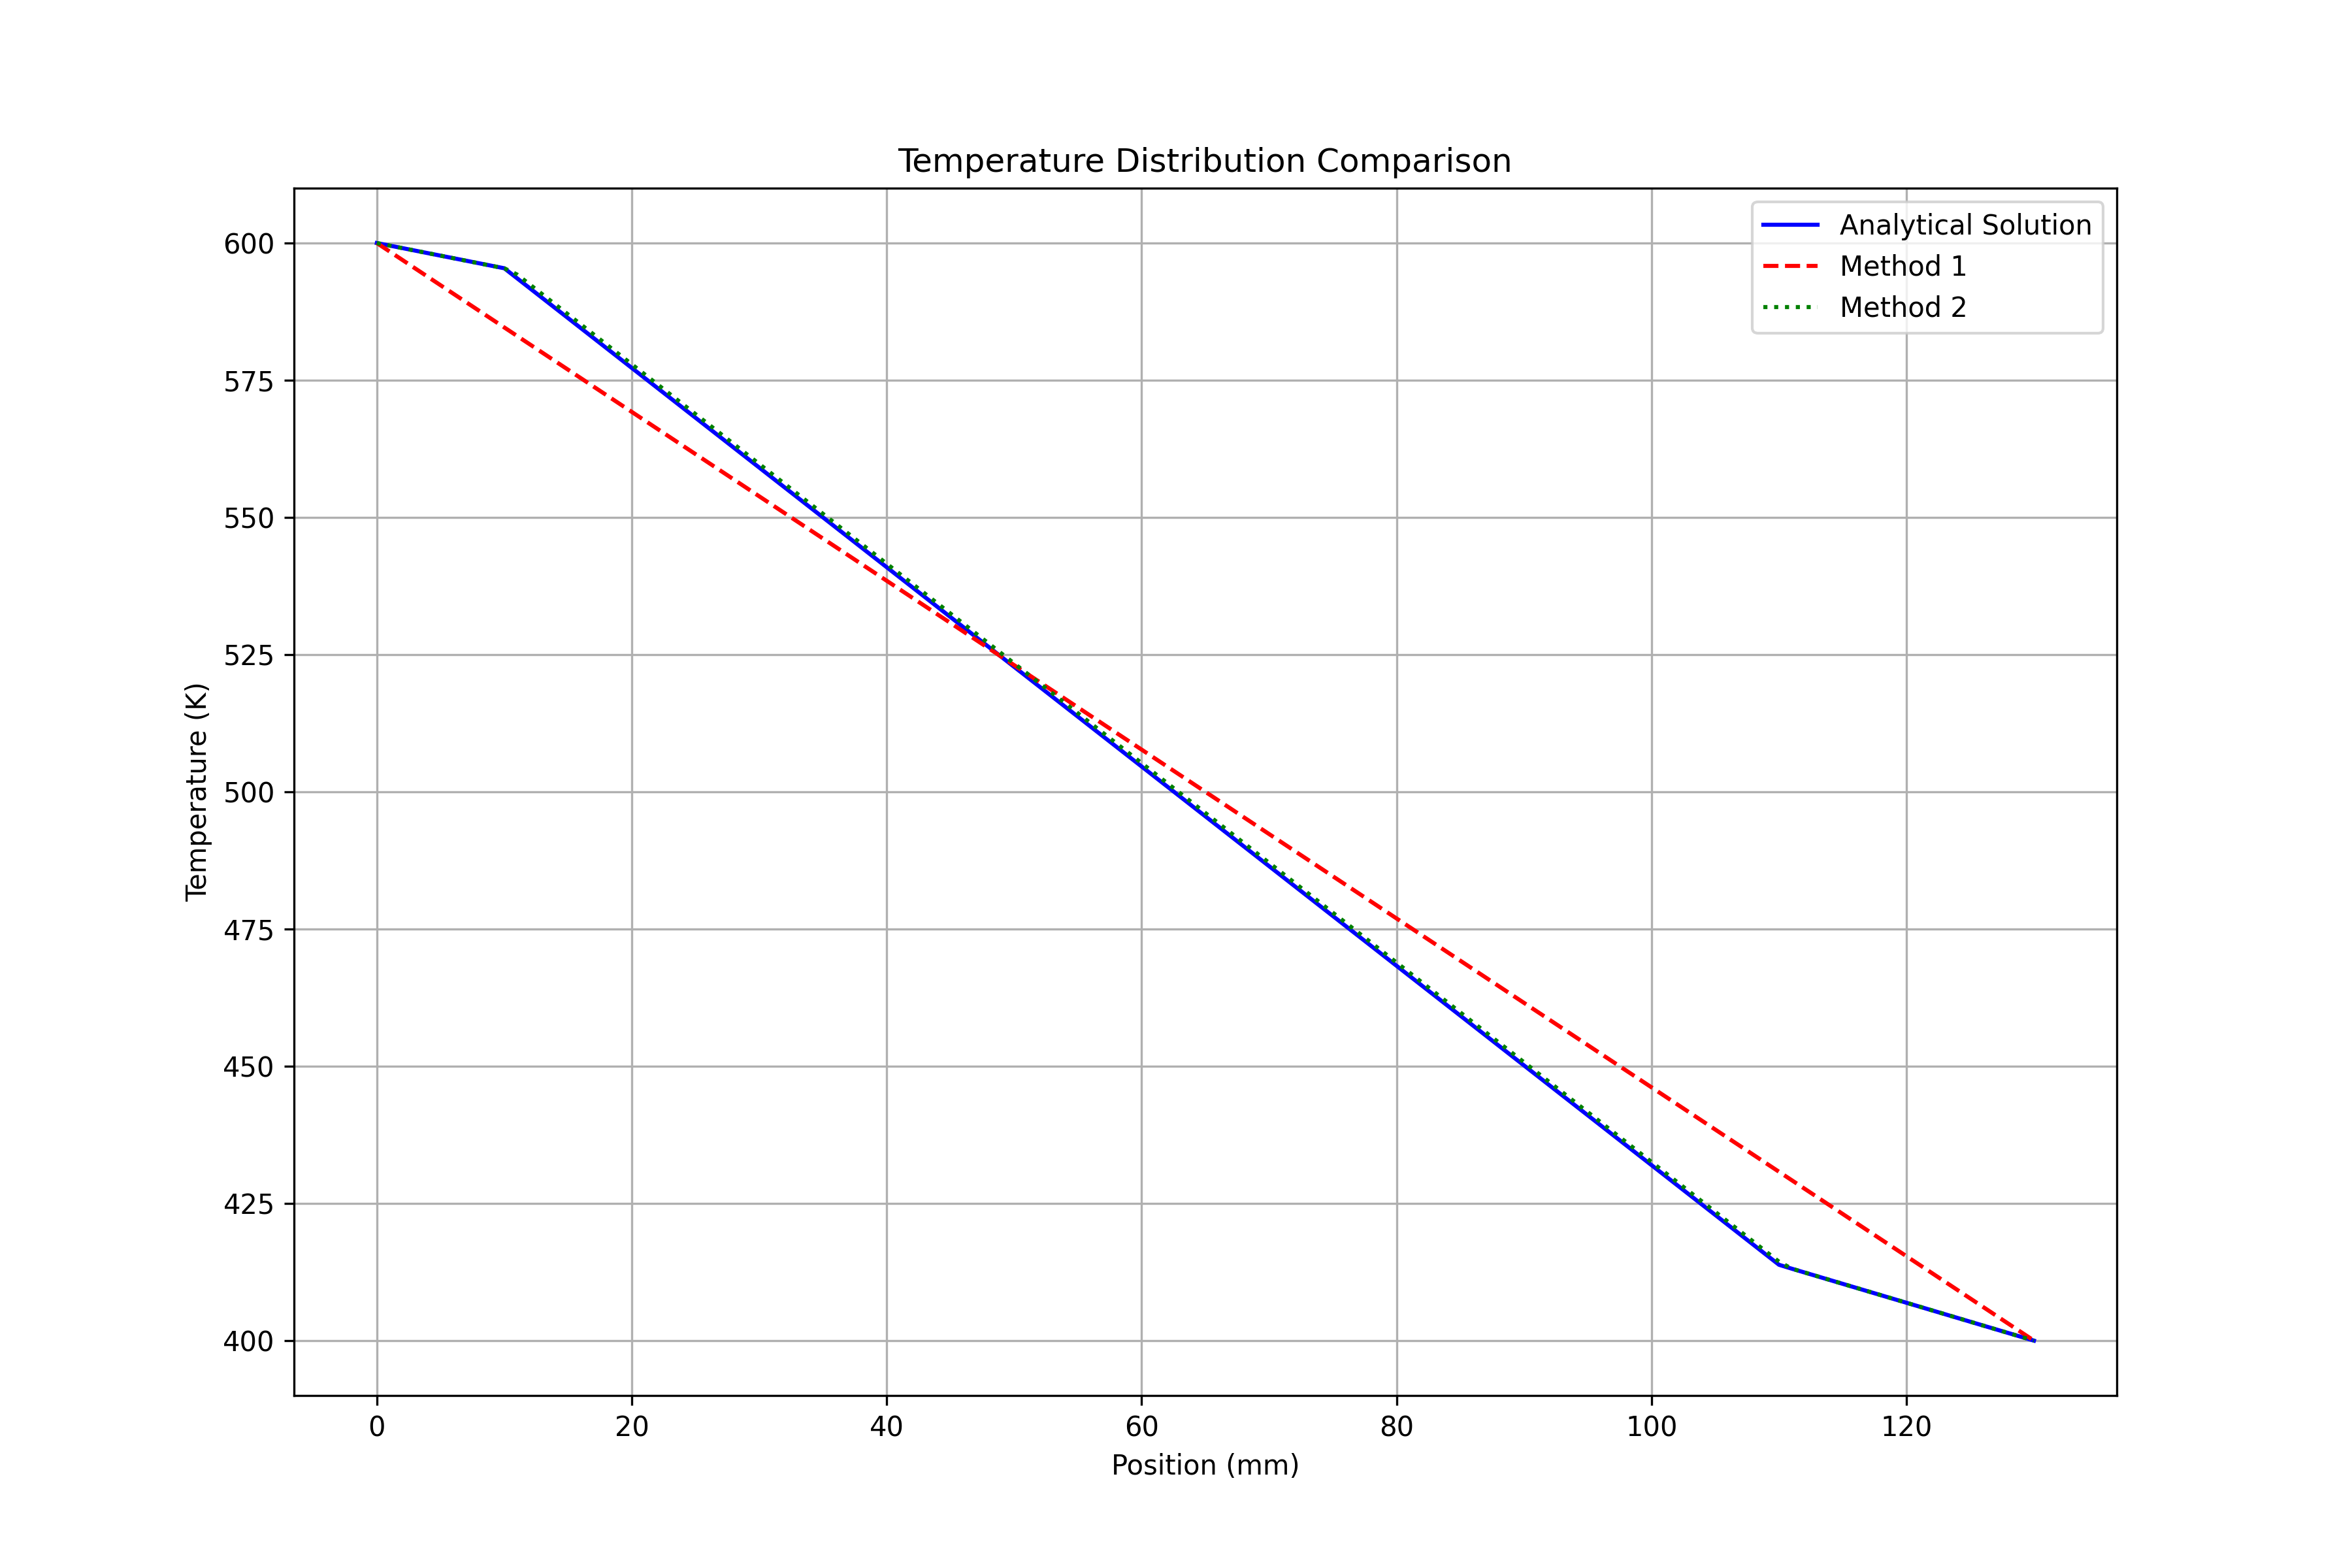 Temperature Distribution Comparison
Analytical Solution
Method 1
Method 2
Temperature (K)
600
575
550
525
500
475
450
425
400
0 20 40 60 80 100 120
Position (mm)